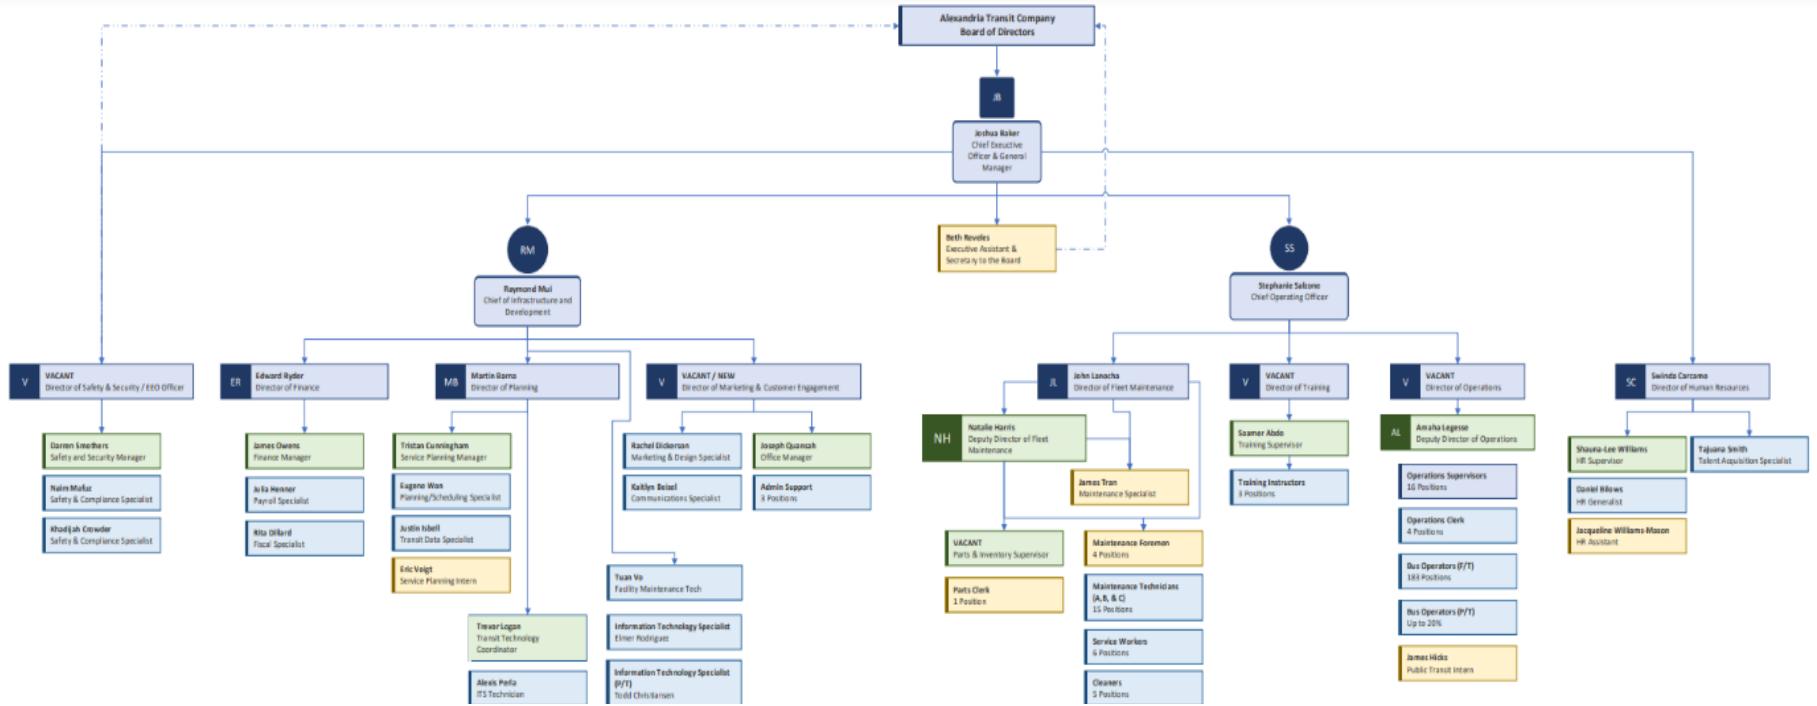 Alexandria Transit Company
Board of Directors
JB
Joshua Baker
Chief Executive
Officer & General
Manager
Beth Reveles
Executive Assistant &
Secretary to the Board
RM
Raymond Mui
Chief of Infrastructure and
Development
SS
Stephanie Salzone
Chief Operating Officer
V
VACANT
Director of Safety & Security / EEO Officer
Darren Smothers
Safety and Security Manager
Naim Mafuz
Safety & Compliance Specialist
Khadijah Crowder
Safety & Compliance Specialist
ER
Edward Ryder
Director of Finance
James Owens
Finance Manager
Julia Henner
Payroll Specialist
Rita Dillard
Fiscal Specialist
MB
Martin Barna
Director of Planning
Tristan Cunningham
Service Planning Manager
Eugene Won
Planning/Scheduling Specialist
Justin Isbell
Transit Data Specialist
Eric Voigt
Service Planning Intern
Trevor Logan
Transit Technology
Coordinator
Alexis Perla
ITS Technician
V
VACANT / NEW
Director of Marketing & Customer Engagement
Rachel Dickerson
Marketing & Design Specialist
Kaitlyn Beisel
Communications Specialist
Joseph Quansah
Office Manager
Admin Support
3 Positions
Tuan Vo
Facility Maintenance Tech
Information Technology Specialist
Elmer Rodriguez
Information Technology Specialist
(P/T)
Todd Christiansen
JL
John Lanocha
Director of Fleet Maintenance
NH
Natalie Harris
Deputy Director of Fleet
Maintenance
James Tran
Maintenance Specialist
VACANT
Parts & Inventory Supervisor
Parts Clerk
1 Position
Maintenance Foreman
4 Positions
Maintenance Technicians
(A, B, & C)
15 Positions
Service Workers
6 Positions
Cleaners
5 Positions
V
VACANT
Director of Training
Saamer Abdo
Training Supervisor
Training Instructors
3 Positions
V
VACANT
Director of Operations
AL
Amaha Legesse
Deputy Director of Operations
Operations Supervisors
16 Positions
Operations Clerk
4 Positions
Bus Operators (F/T)
183 Positions
Bus Operators (P/T)
Up to 20%
James Hicks
Public Transit Intern
SC
Swinda Carcamo
Director of Human Resources
Shauna-Lee Williams
HR Supervisor
Daniel Bilows
HR Generalist
Jacqueline Williams-Mason
HR Assistant
Tajuana Smith
Talent Acquisition Specialist